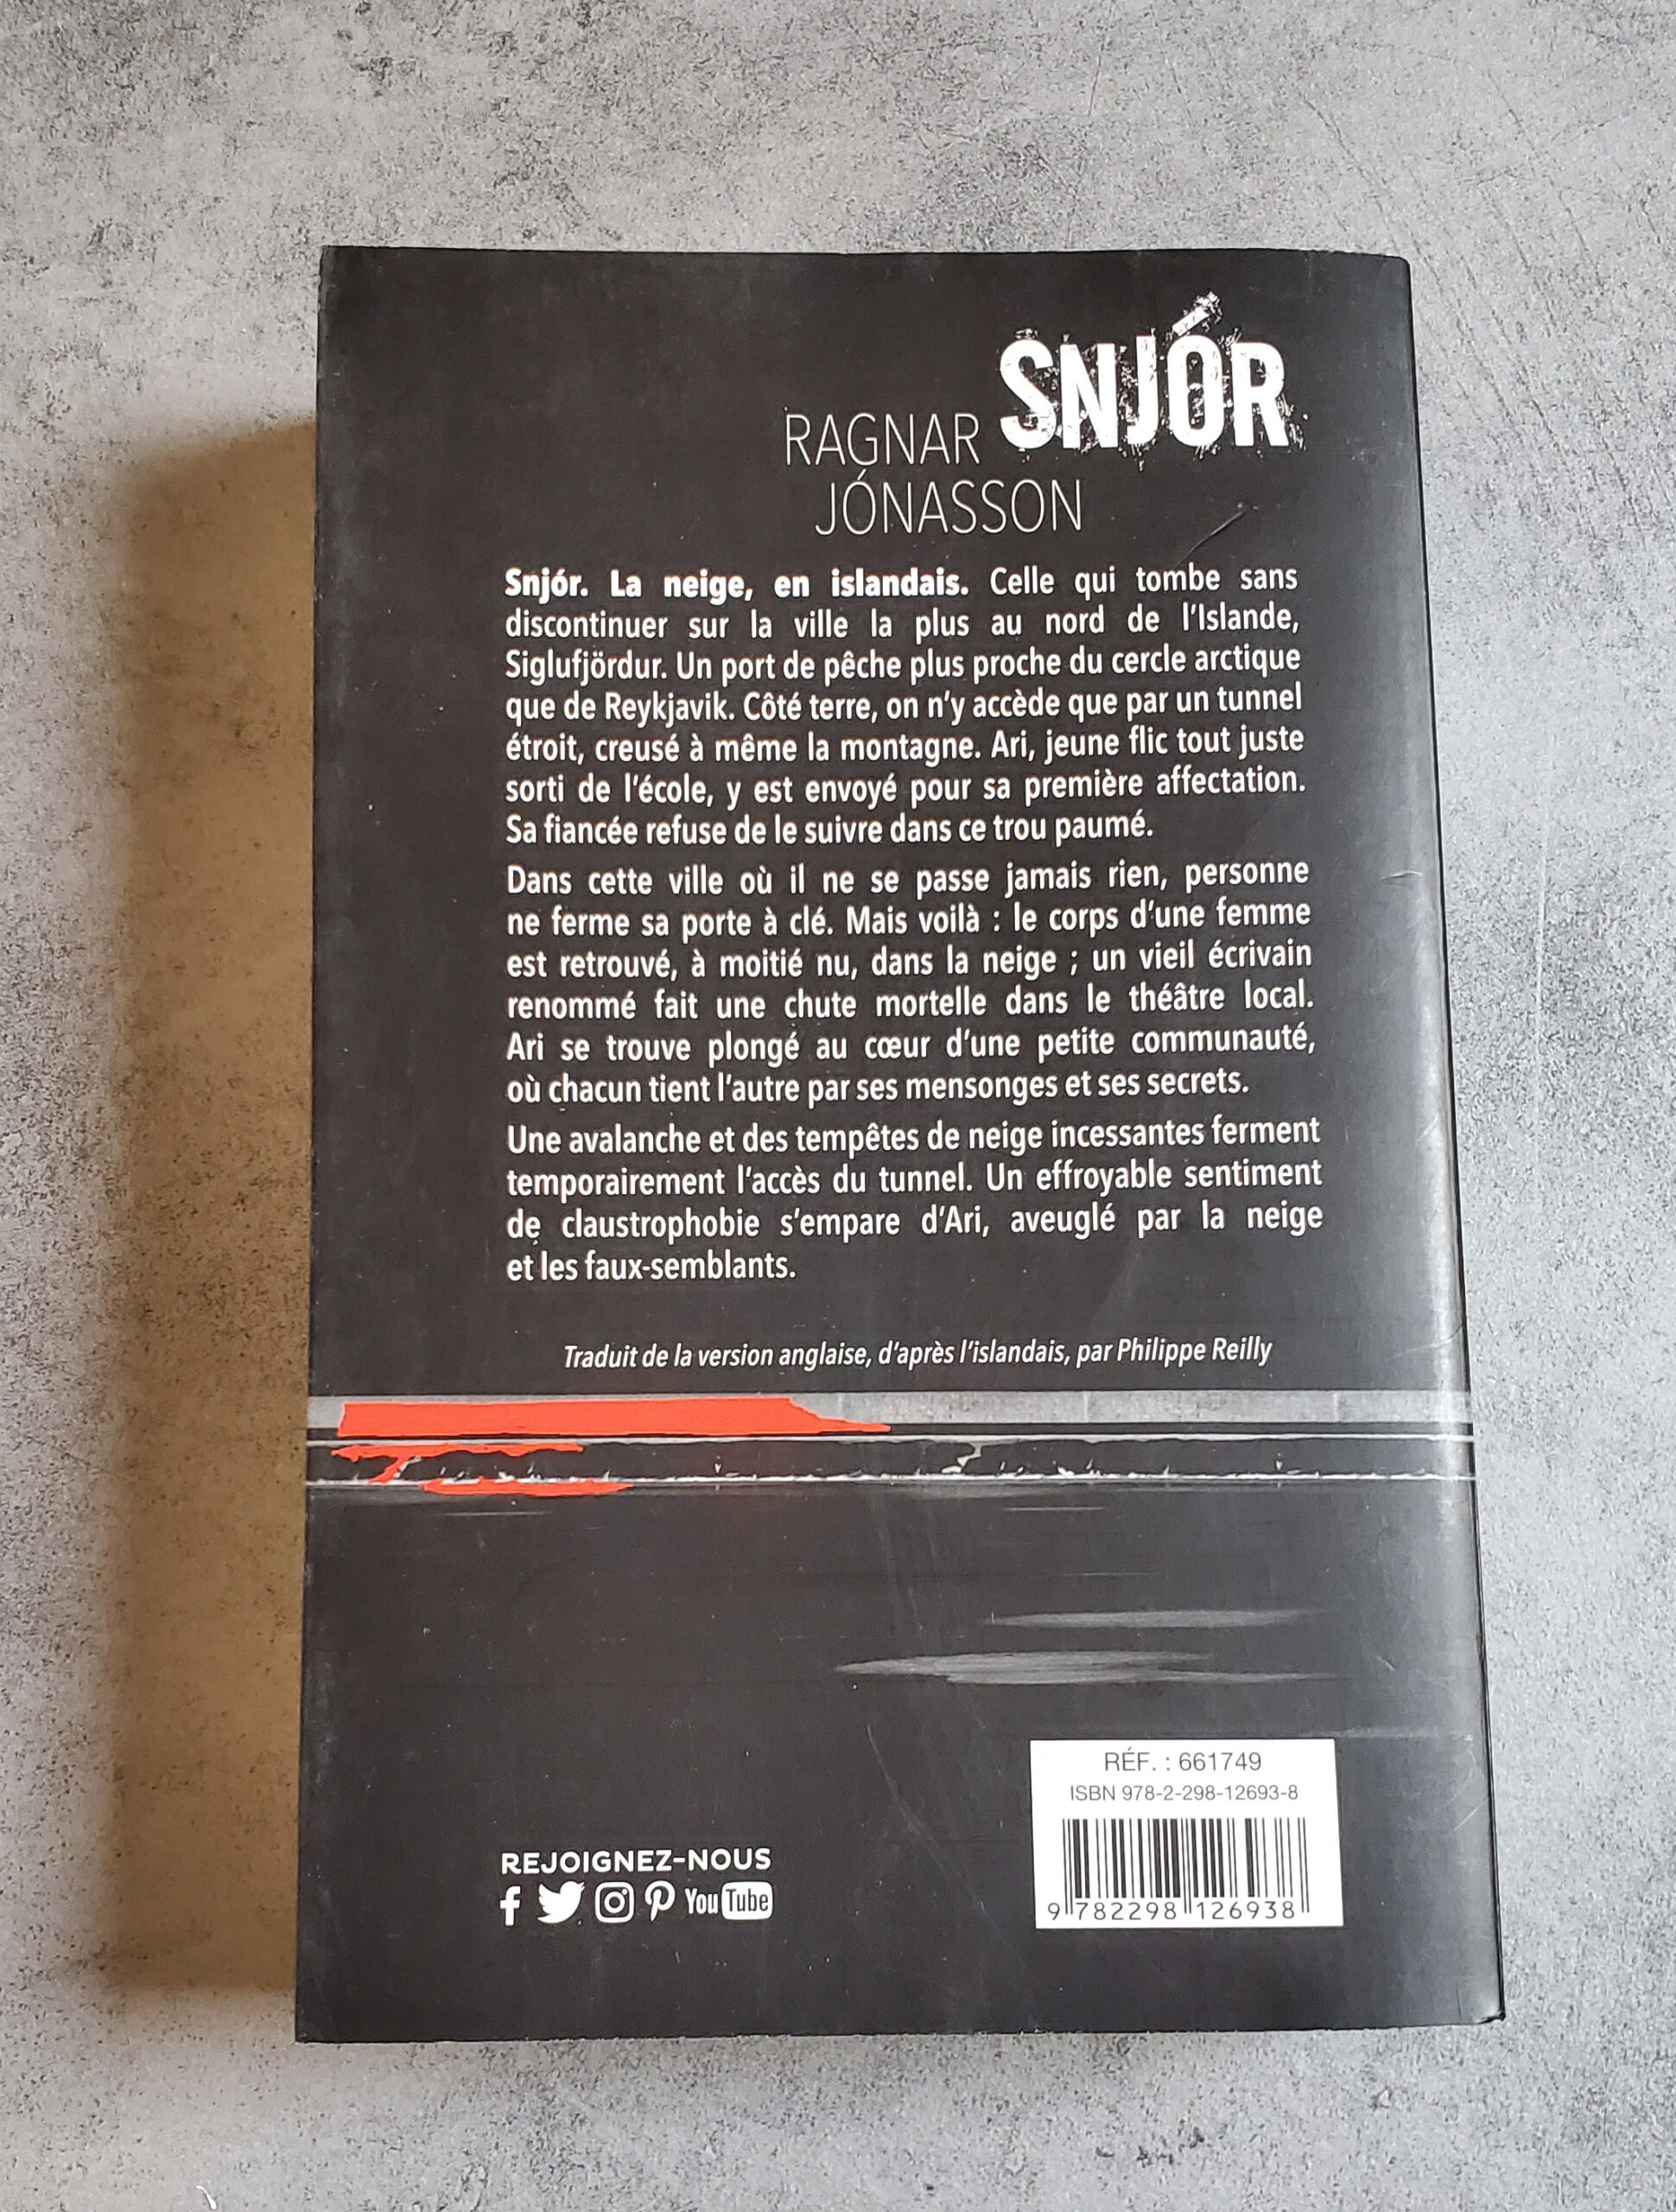 SNJÓR
RAGNAR
JÓNASSON
Snjór. La neige, en islandais. Celle qui tombe sans
discontinuer sur la ville la plus au nord de l'Islande,
Siglufjördur. Un port de pêche plus proche du cercle arctique
que de Reykjavik. Côté terre, on n'y accède que par un tunnel
étroit, creusé à même la montagne. Ari, jeune flic tout juste
sorti de l'école, y est envoyé pour sa première affectation.
Sa fiancée refuse de le suivre dans ce trou paumé.
Dans cette ville où il ne se passe jamais rien, personne
ne ferme sa porte à clé. Mais voilà : le corps d'une femme
est retrouvé, à moitié nu, dans la neige ; un vieil écrivain
renommé fait une chute mortelle dans le théâtre local.
Ari se trouve plongé au cœur d'une petite communauté,
où chacun tient l'autre par ses mensonges et ses secrets.
Une avalanche et des tempêtes de neige incessantes ferment
temporairement l'accès du tunnel. Un effroyable sentiment
de claustrophobie s'empare d'Ari, aveuglé par la neige
et les faux-semblants.
Traduit de la version anglaise, d'après l'islandais, par Philippe Reilly
RÉF. : 661749
ISBN 978-2-298-12693-8
9 782298 126938
REJOIGNEZ-NOUS
YouTube